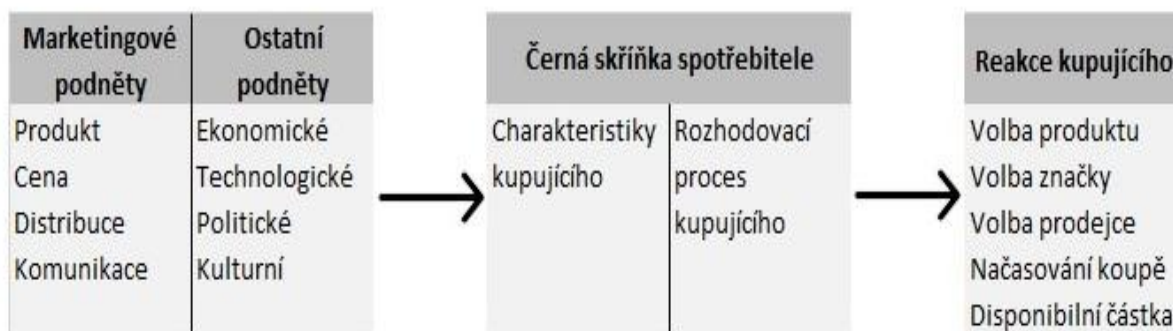 Marketingové
podněty
Ostatní
podněty
Produkt
Cena
Distribuce
Komunikace
Ekonomické
Technologické
Politické
Kulturní
Černá skříňka spotřebitele
Charakteristiky
kupujícího
Rozhodovací
proces
kupujícího
Reakce kupujícího
Volba produktu
Volba značky
Volba prodejce
Načasování koupě
Disponibilní částka